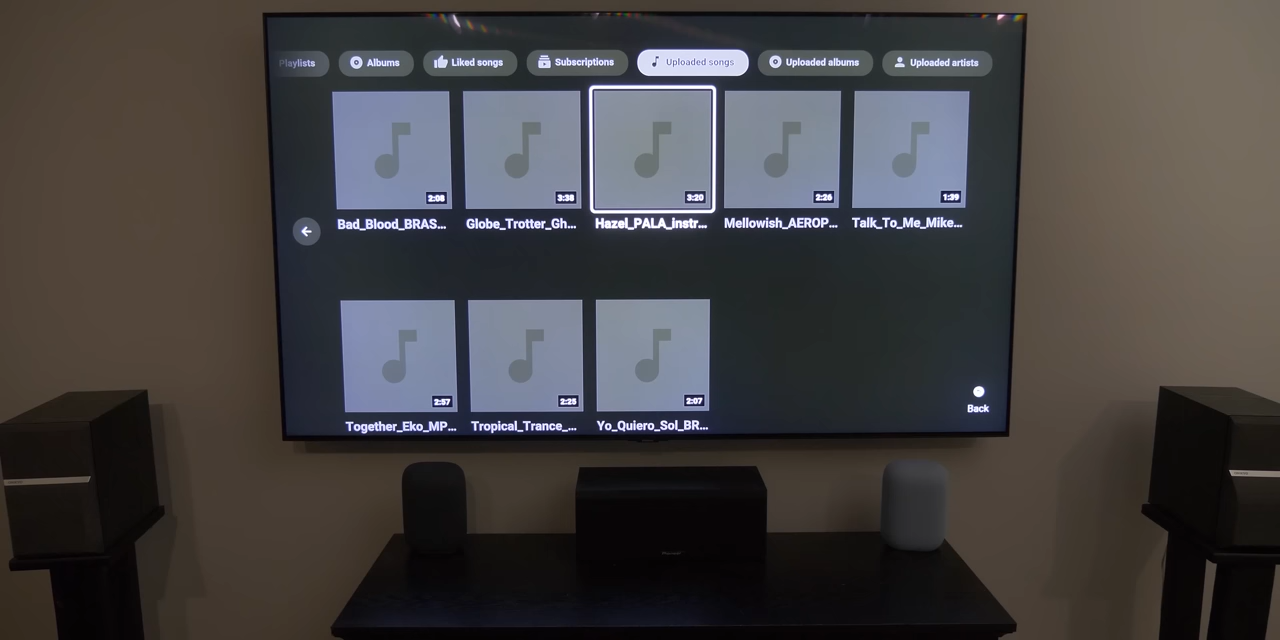 Playlists
Albums
Liked songs
Subscriptions
Uploaded songs
Uploaded albums
Uploaded artists
2:08
3:38
3:20
2:26
1:39
Bad_Blood_BRAS...
Globe_Trotter_Gh...
Hazel_PALA_instr...
Mellowish_AEROP...
Talk_To_Me_Mike...
2:57
2:25
2:07
Back
Together_Eko_MP...
Tropical_Trance_...
Yo_Quiero_Sol_BR...